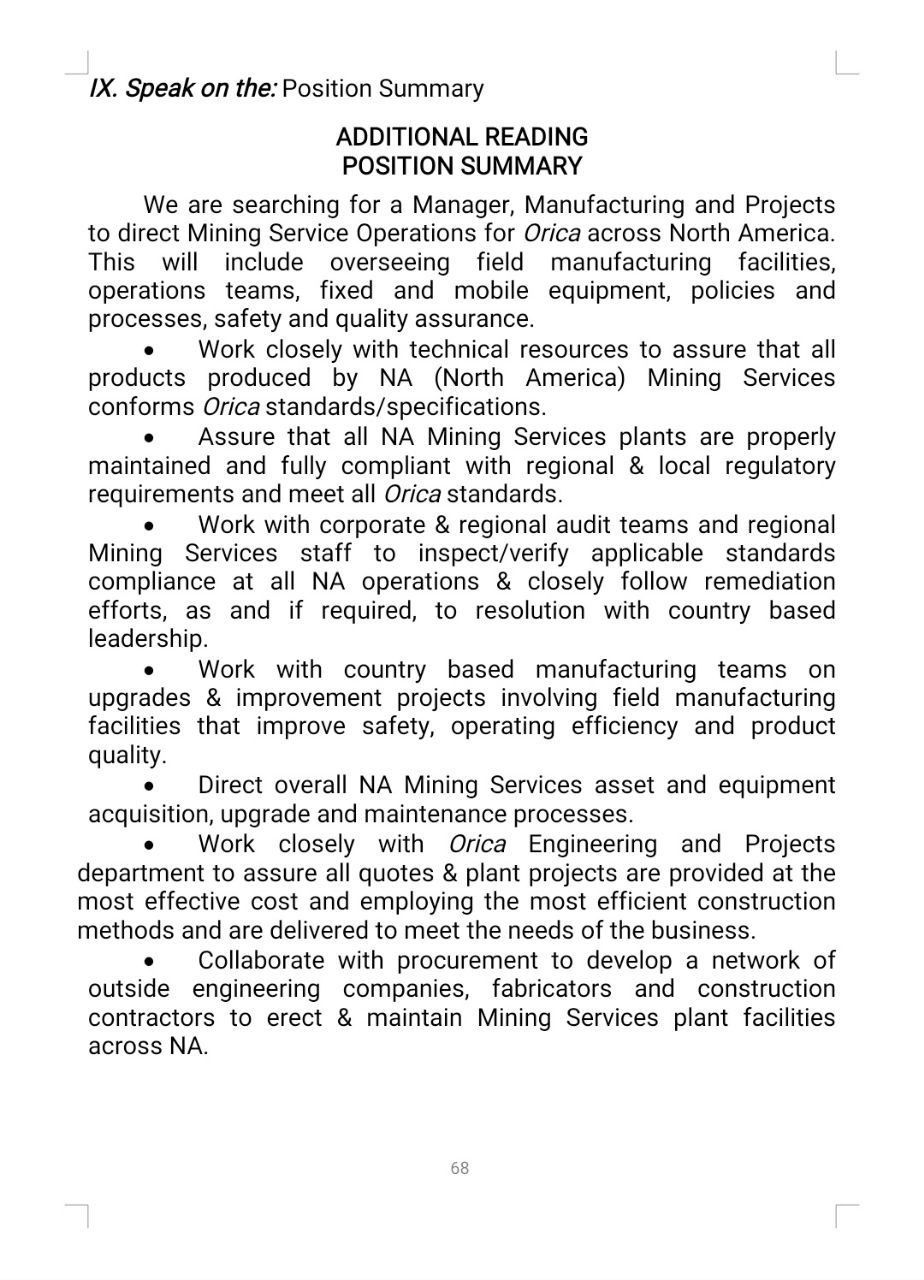 IX. Speak on the: Position Summary
ADDITIONAL READING
POSITION SUMMARY
We are searching for a Manager, Manufacturing and Projects
to direct Mining Service Operations for Orica across North America.
This will include overseeing field manufacturing facilities,
operations teams, fixed and mobile equipment, policies and
processes, safety and quality assurance.
• Work closely with technical resources to assure that all
products produced by NA (North America) Mining Services
conforms Orica standards/specifications.
• Assure that all NA Mining Services plants are properly
maintained and fully compliant with regional & local regulatory
requirements and meet all Orica standards.
• Work with corporate & regional audit teams and regional
Mining Services staff to inspect/verify applicable standards
compliance at all NA operations & closely follow remediation
efforts, as and if required, to resolution with country based
leadership.
• Work with country based manufacturing teams on
upgrades & improvement projects involving field manufacturing
facilities that improve safety, operating efficiency and product
quality.
• Direct overall NA Mining Services asset and equipment
acquisition, upgrade and maintenance processes.
• Work closely with Orica Engineering and Projects
department to assure all quotes & plant projects are provided at the
most effective cost and employing the most efficient construction
methods and are delivered to meet the needs of the business.
• Collaborate with procurement to develop a network of
outside engineering companies, fabricators and construction
contractors to erect & maintain Mining Services plant facilities
across NA.
68